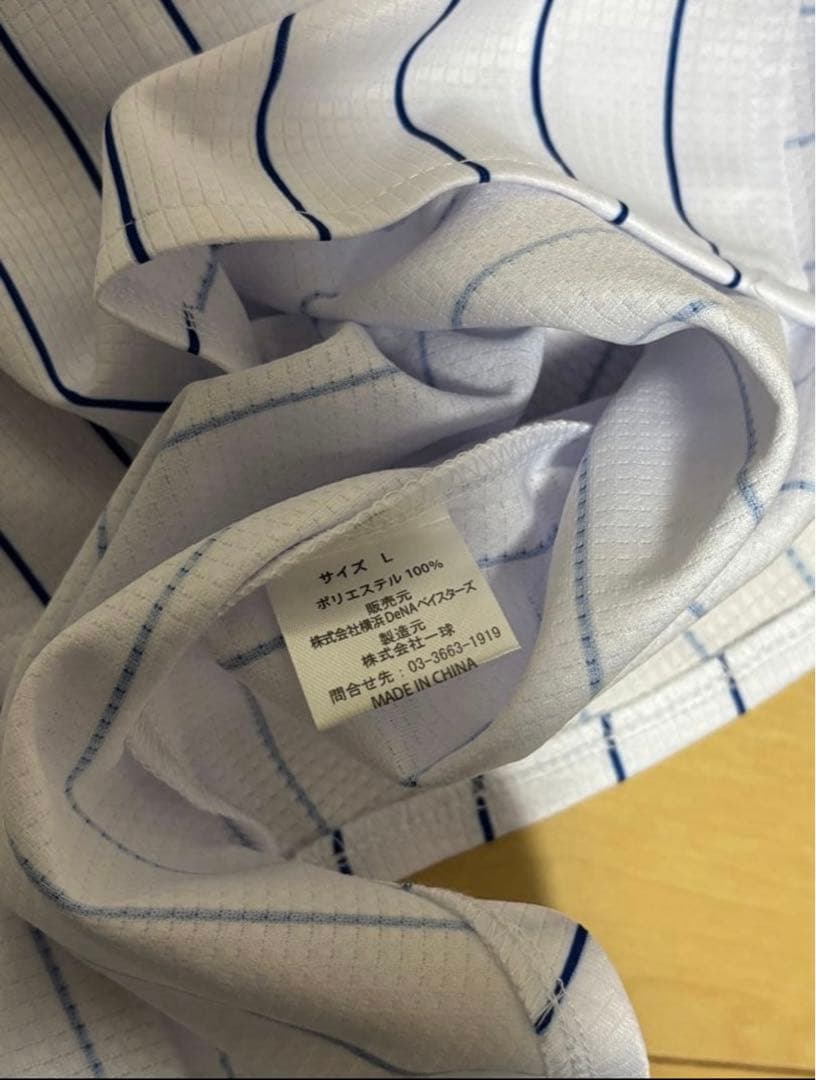 サイズ L
ポリエステル 100%
販売元
株式会社横浜DeNAベイスターズ
製造元
株式会社一球
問合せ先：03-3663-1919
MADE IN CHINA